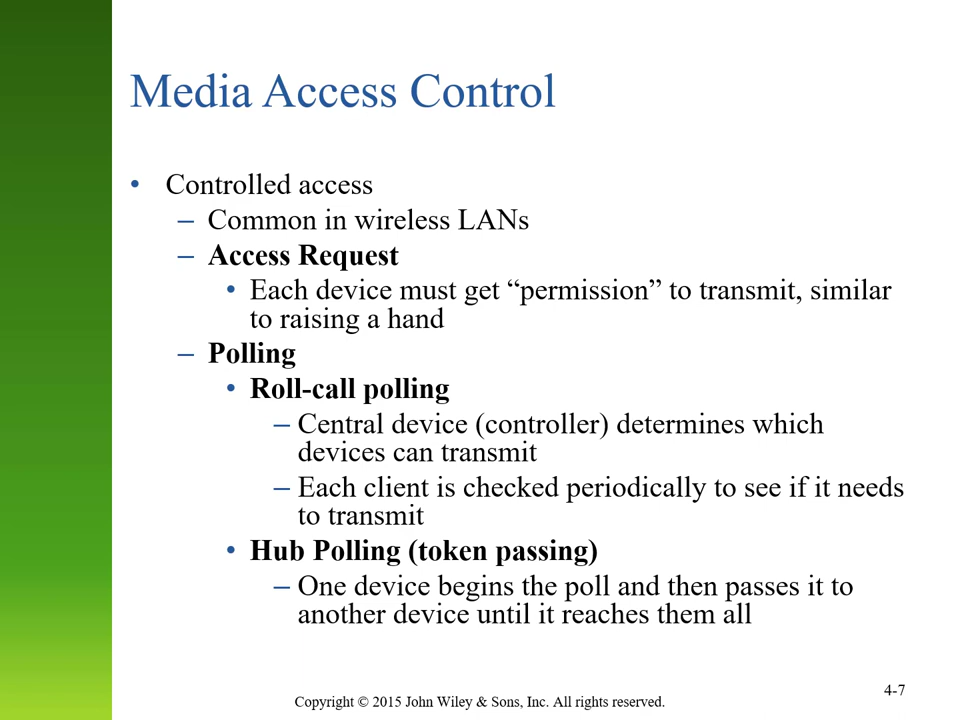 Media Access Control
• Controlled access
– Common in wireless LANs
– Access Request
• Each device must get “permission” to transmit, similar
to raising a hand
– Polling
• Roll-call polling
– Central device (controller) determines which
devices can transmit
– Each client is checked periodically to see if it needs
to transmit
• Hub Polling (token passing)
– One device begins the poll and then passes it to
another device until it reaches them all
4-7
Copyright © 2015 John Wiley & Sons, Inc. All rights reserved.